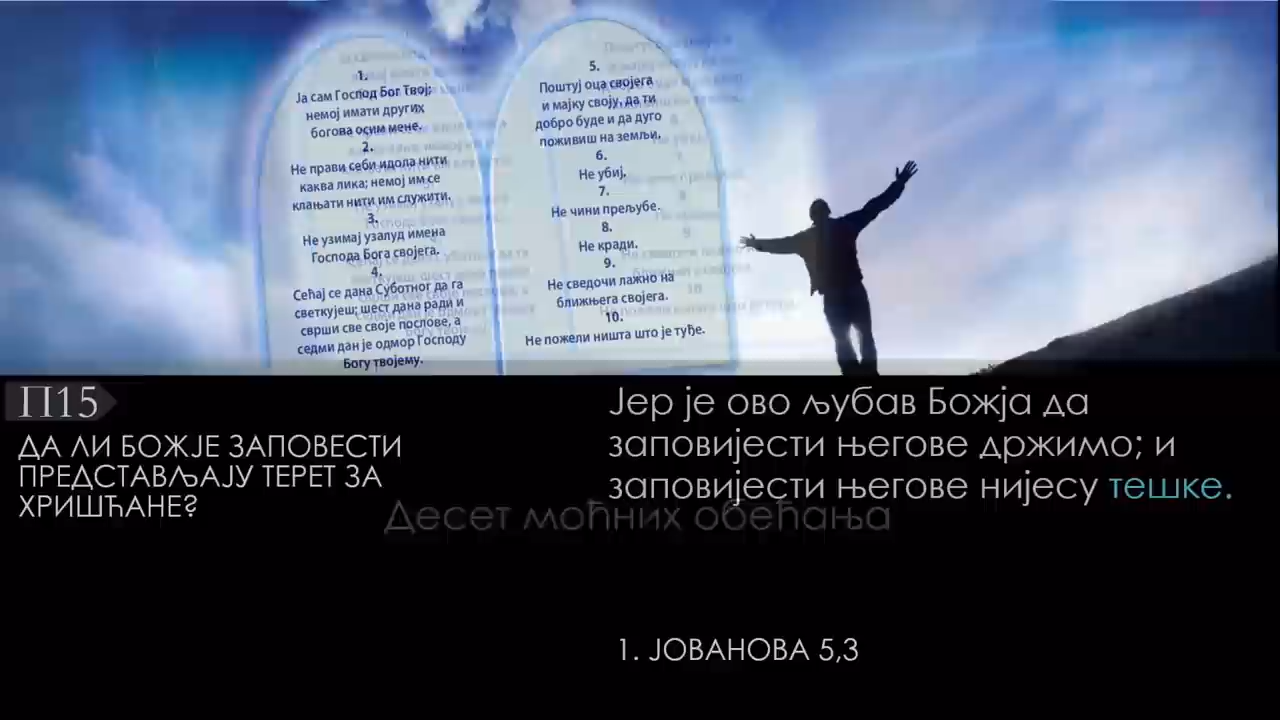 1.
Ја сам Господ Бог Твој;
немој имати других
богова осим мене.
2.
Не прави себи идола нити
каква лика; немој им се
клањати нити им служити.
3.
Не узимај узалуд имена
Господа Бога својега.
4.
Сећај се дана Суботног да га
светкујеш; шест дана ради и
сврши све своје послове, а
седми дан је одмор Господу
Богу твојему.
5.
Поштуј оца својега
и мајку своју, да ти
добро буде и да дуго
поживиш на земљи.
6.
Не убиј.
7.
Не чини прељубе.
8.
Не кради.
9.
Не сведочи лажно на
ближњега својега.
10.
Не пожели ништа што је туђе.
П15
ДА ЛИ БОЖЈЕ ЗАПОВЕСТИ
ПРЕДСТАВЉАЈУ ТЕРЕТ ЗА
ХРИШЋАНЕ?
Јер је ово љубав Божја да
заповијести његове држимо; и
заповијести његове нијесу тешке.
Десет моћних обећања
1. ЈОВАНОВА 5,3